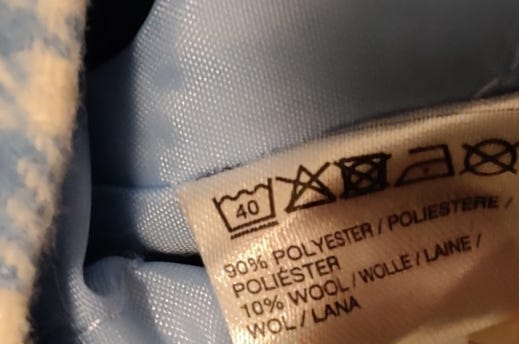 40
90% POLYESTER / POLIESTERE /
POLIÉSTER
10% WOOL / WOLLE / LAINE /
WOL / LANA